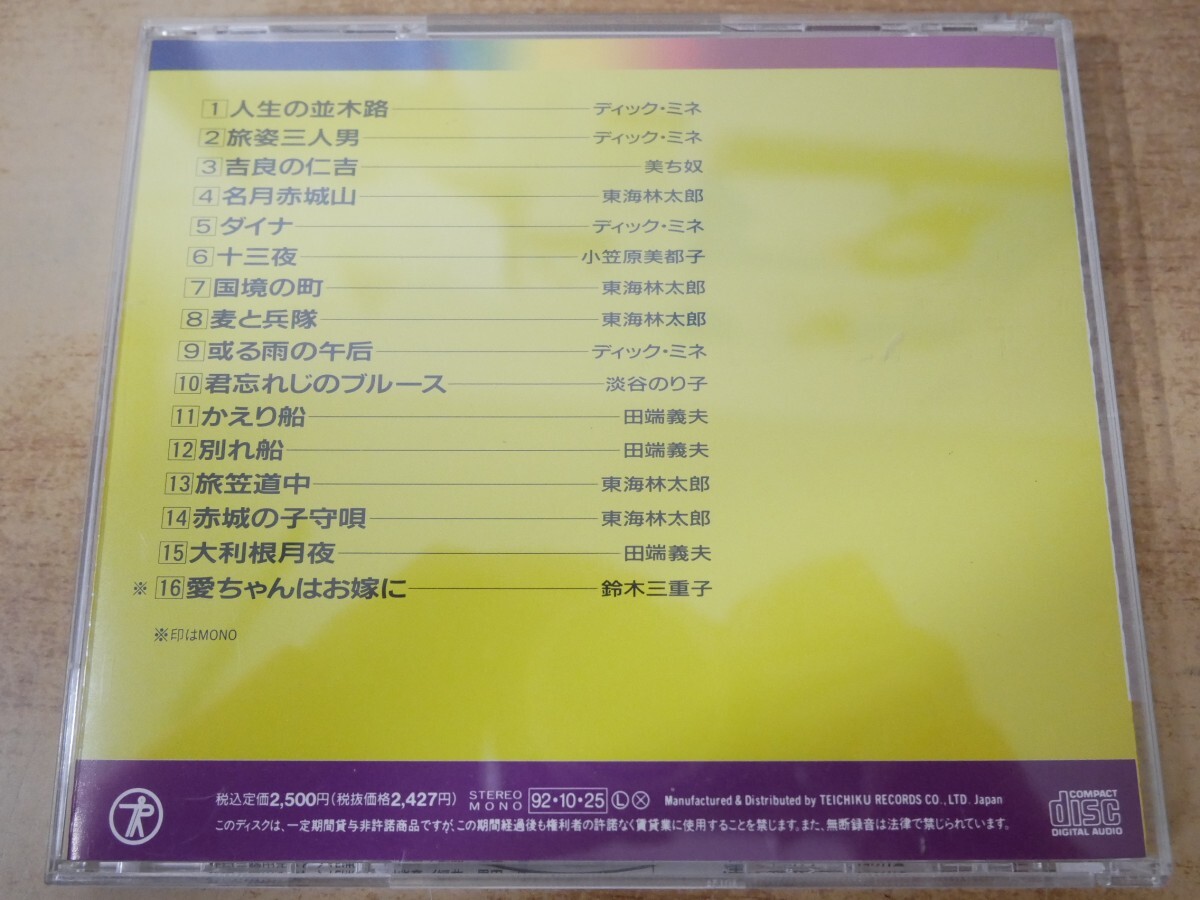 1 人生の並木路 ディック・ミネ
2 旅姿三人男 ディック・ミネ
3 吉良の仁吉 美ち奴
4 名月赤城山 東海林太郎
5 ダイナ ディック・ミネ
6 十三夜 小笠原美都子
7 国境の町 東海林太郎
8 麦と兵隊 東海林太郎
9 或る雨の午后 ディック・ミネ
10 君忘れじのブルース 淡谷のり子
11 かえり船 田端義夫
12 別れ船 田端義夫
13 旅笠道中 東海林太郎
14 赤城の子守唄 東海林太郎
15 大利根月夜 田端義夫
※ 16 愛ちゃんはお嫁に 鈴木三重子
※印はMONO
税込定価2,500円(税抜価格2,427円) STEREO MONO 92・10・25 Ⓛ Ⓧ Manufactured & Distributed by TEICHIKU RECORDS CO., LTD. Japan
このディスクは、一定期間貸与非許諾商品ですが、この期間経過後も権利者の許諾なく賃貸業に使用することを禁じます。また、無断録音は法律で禁じられています。
COMPACT disc DIGITAL AUDIO